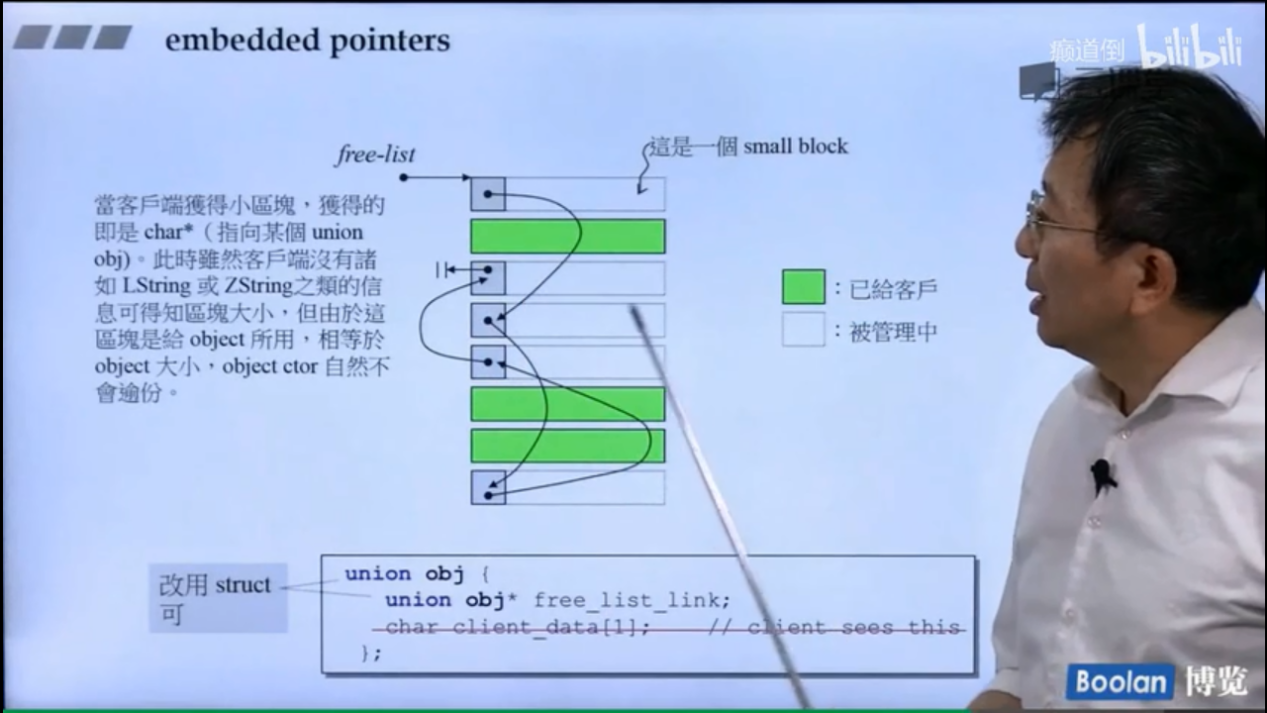 embedded pointers
癫道倒 bilibili
free-list
這是一個 small block
當客戶端獲得小區塊，獲得的
即是 char*（指向某個 union
obj)。此時雖然客戶端沒有諸
如 LString 或 ZString之類的信
息可得知區塊大小，但由於這
區塊是給 object 所用，相等於
object 大小，object ctor 自然不
會逾份。
：已給客戶
：被管理中
改用 struct
可
union obj {
union obj* free_list_link;
char client_data[1];    // client sees this
};
Boolan 博览